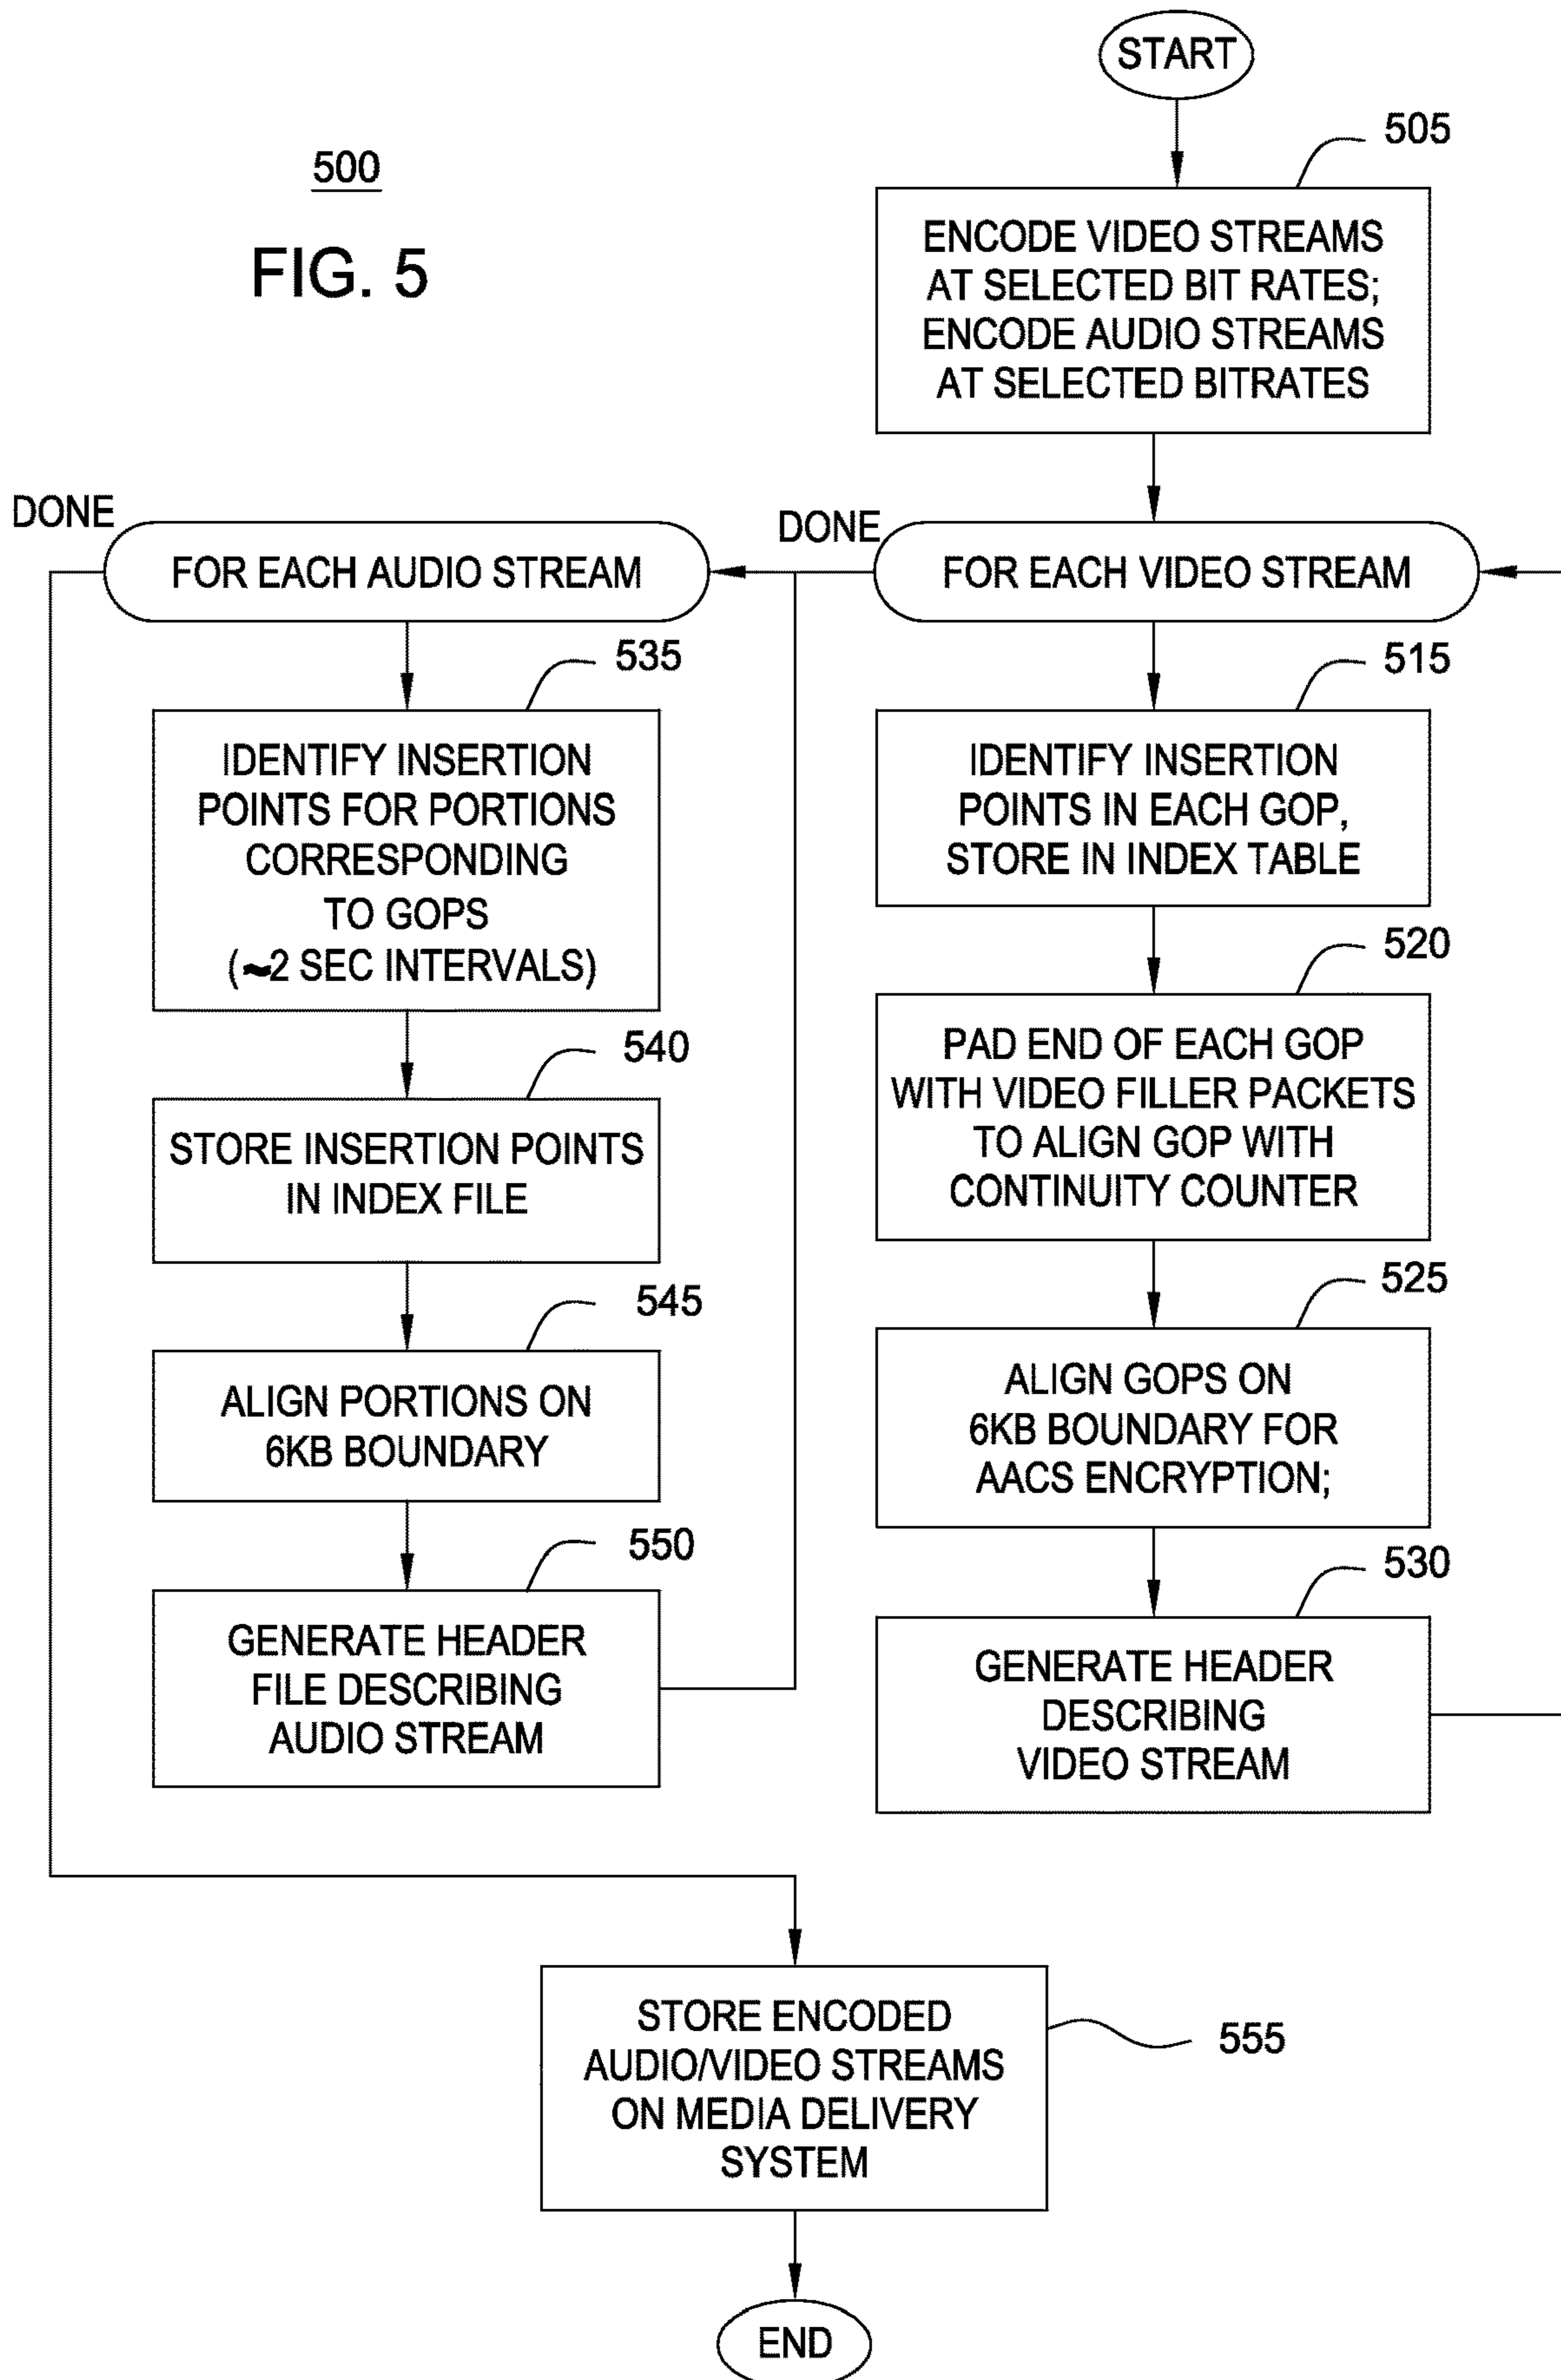 START
500
FIG. 5
505
ENCODE VIDEO STREAMS
AT SELECTED BIT RATES;
ENCODE AUDIO STREAMS
AT SELECTED BITRATES
DONE
FOR EACH VIDEO STREAM
515
IDENTIFY INSERTION
POINTS IN EACH GOP,
STORE IN INDEX TABLE
520
PAD END OF EACH GOP
WITH VIDEO FILLER PACKETS
TO ALIGN GOP WITH
CONTINUITY COUNTER
525
ALIGN GOPS ON
6KB BOUNDARY FOR
AACS ENCRYPTION;
530
GENERATE HEADER
DESCRIBING
VIDEO STREAM
DONE
FOR EACH AUDIO STREAM
535
IDENTIFY INSERTION
POINTS FOR PORTIONS
CORRESPONDING
TO GOPS
(≈2 SEC INTERVALS)
540
STORE INSERTION POINTS
IN INDEX FILE
545
ALIGN PORTIONS ON
6KB BOUNDARY
550
GENERATE HEADER
FILE DESCRIBING
AUDIO STREAM
STORE ENCODED
AUDIO/VIDEO STREAMS
ON MEDIA DELIVERY
SYSTEM
555
END